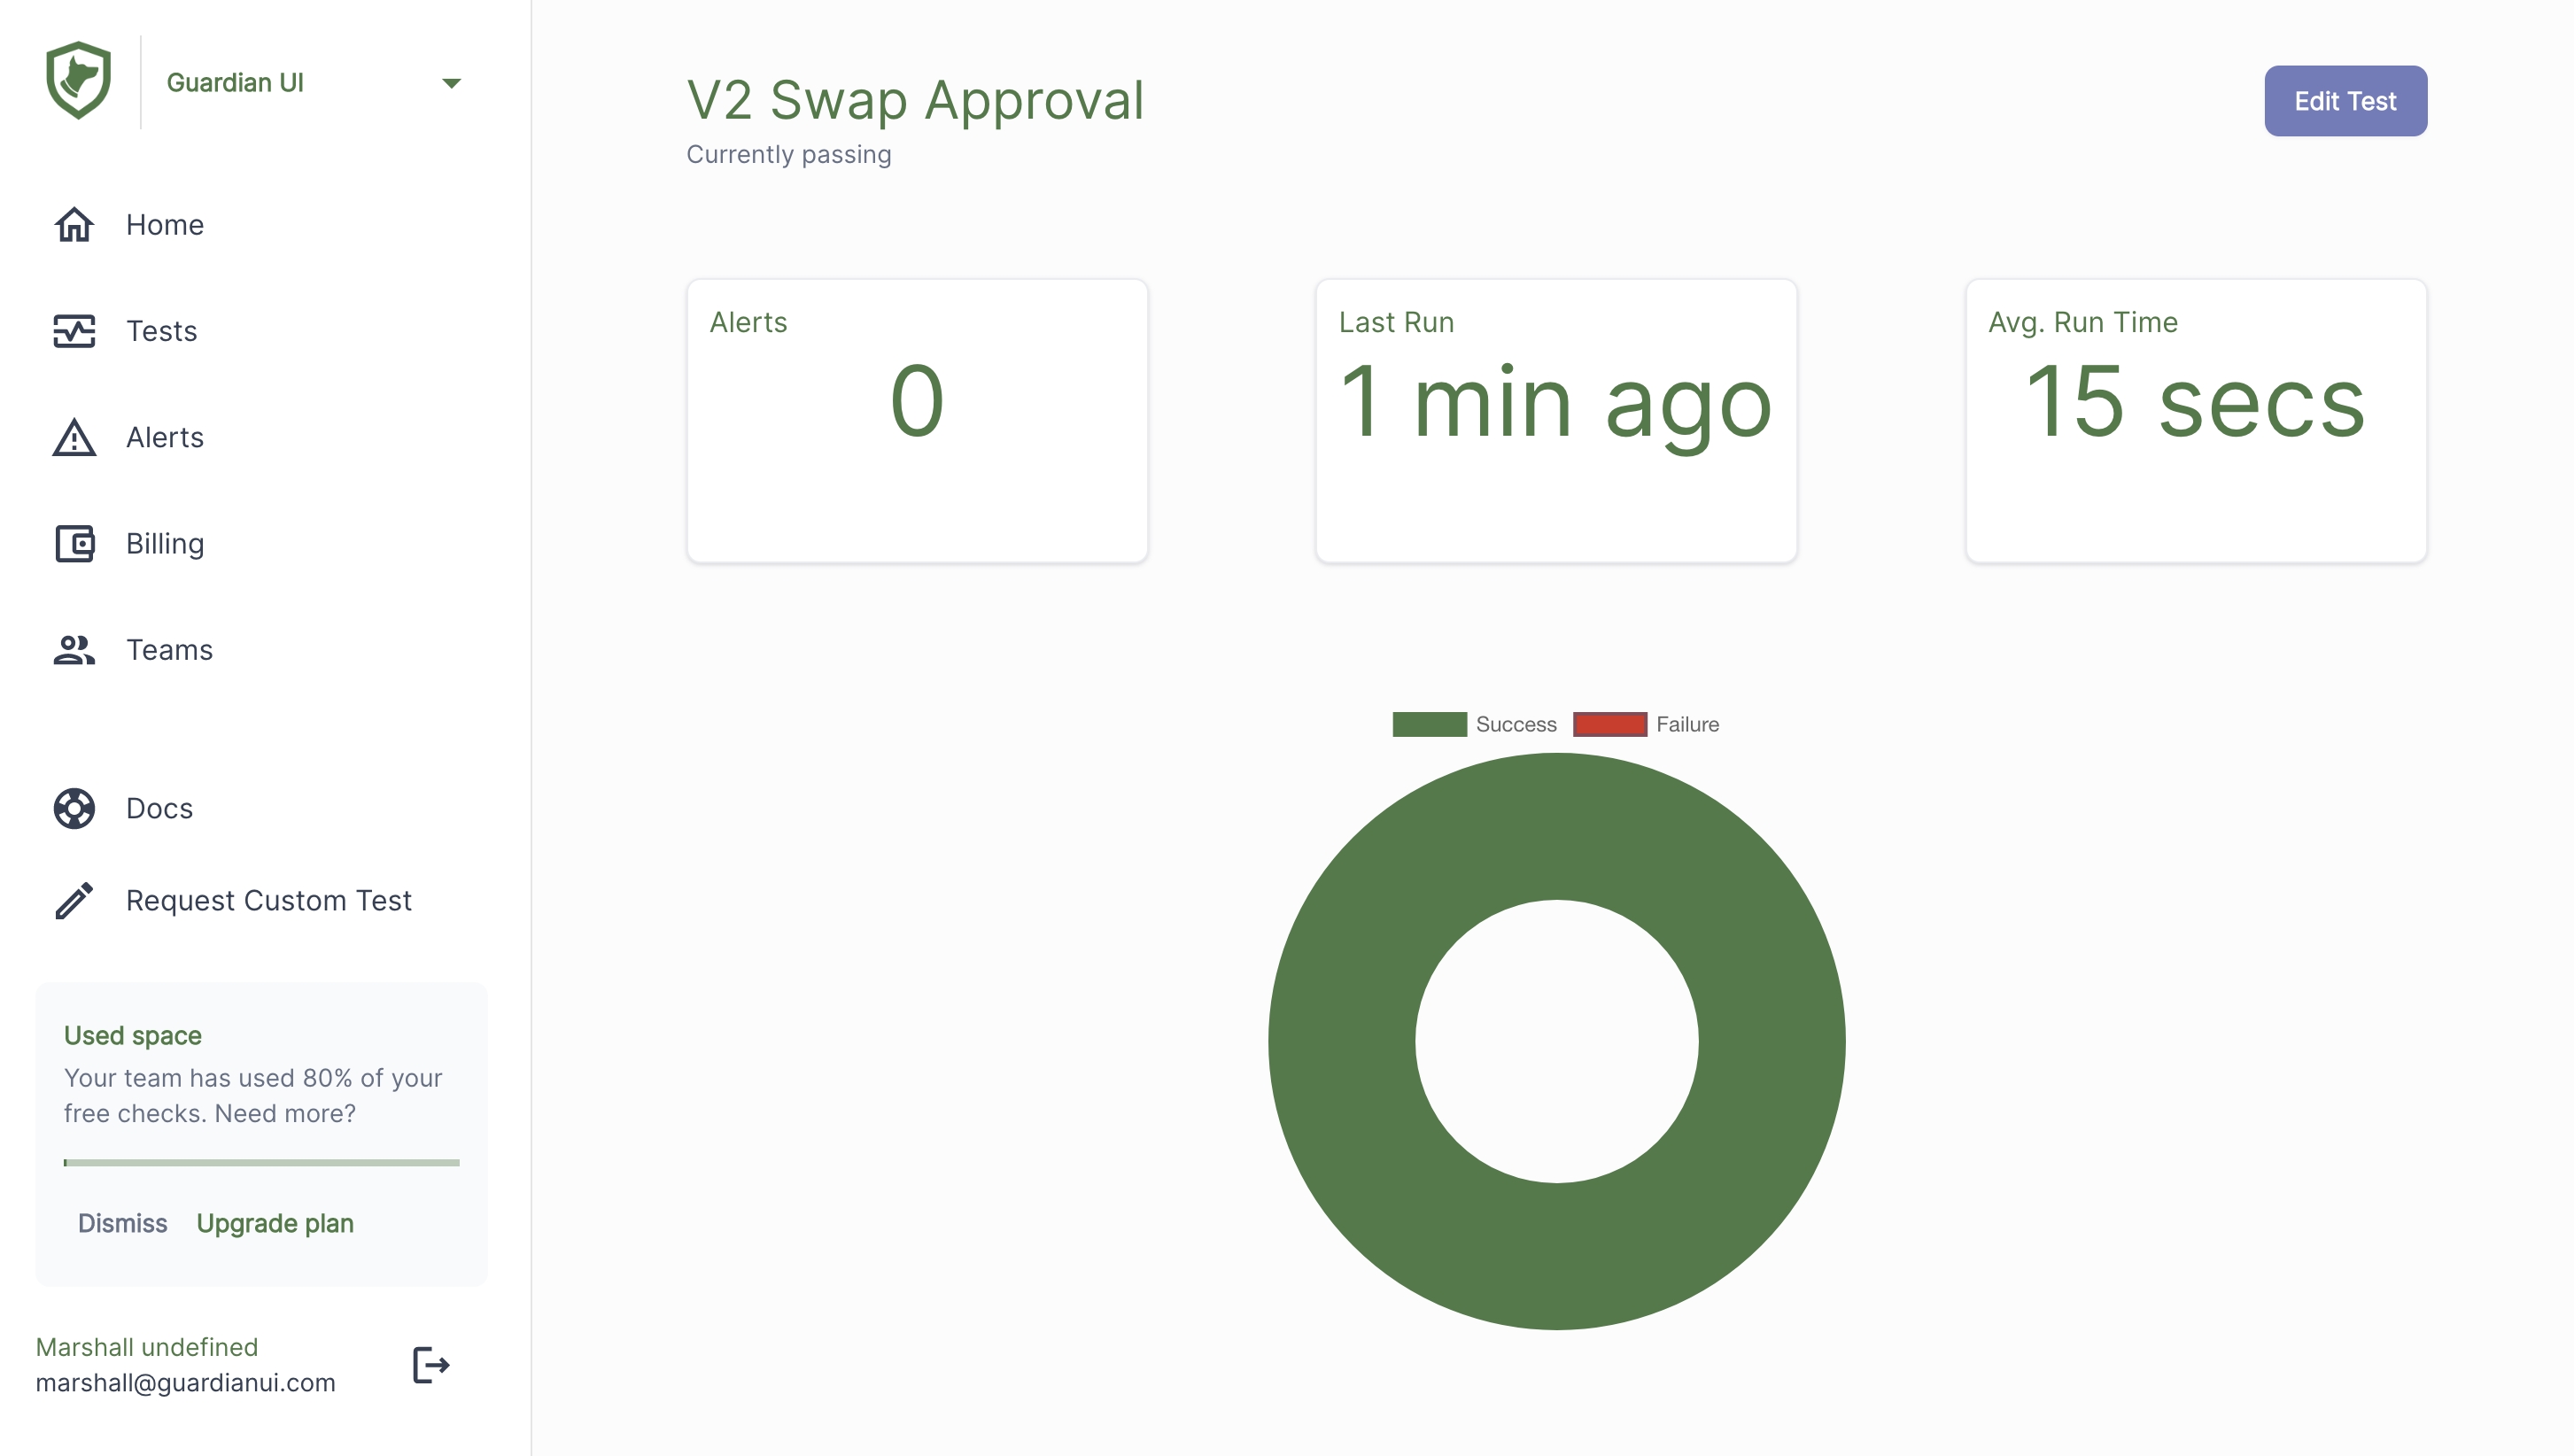 Guardian UI
Home
Tests
Alerts
Billing
Teams
Docs
Request Custom Test
Used space
Your team has used 80% of your
free checks. Need more?
Dismiss Upgrade plan
Marshall undefined
marshall@guardianui.com
V2 Swap Approval
Currently passing
Edit Test
Alerts
0
Last Run
1 min ago
Avg. Run Time
15 secs
Success Failure